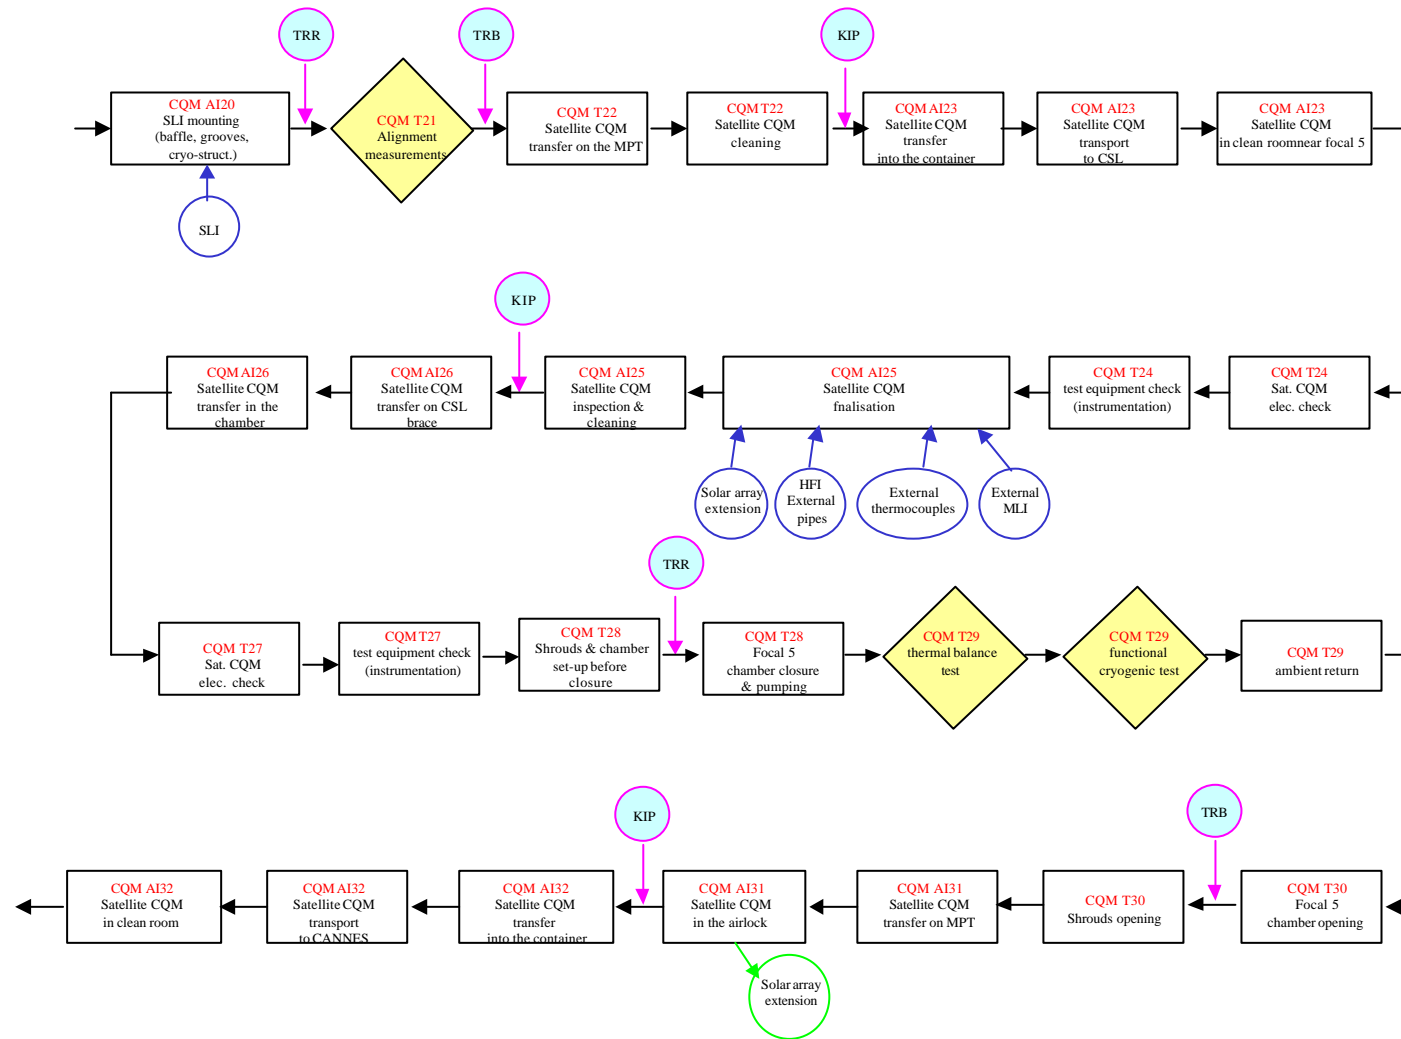 TRR
TRB
KIP
CQM AI20
SLI mounting
(baffle, grooves,
cryo-struct.)
CQM T21
Alignment
measurements
CQM T22
Satellite CQM
transfer on the MPT
CQM T22
Satellite CQM
cleaning
CQM AI23
Satellite CQM
transfer
into the container
CQM AI23
Satellite CQM
transport
to CSL
CQM AI23
Satellite CQM
in clean roomnear focal 5
SLI
KIP
CQM AI26
Satellite CQM
transfer in the
chamber
CQM AI26
Satellite CQM
transfer on CSL
brace
CQM AI25
Satellite CQM
inspection &
cleaning
CQM AI25
Satellite CQM
fnalisation
CQM T24
test equipment check
(instrumentation)
CQM T24
Sat. CQM
elec. check
Solar array
extension
HFI
External
pipes
External
thermocouples
External
MLI
TRR
CQM T27
Sat. CQM
elec. check
CQM T27
test equipment check
(instrumentation)
CQM T28
Shrouds & chamber
set-up before
closure
CQM T28
Focal 5
chamber closure
& pumping
CQM T29
thermal balance
test
CQM T29
functional
cryogenic test
CQM T29
ambient return
KIP
TRB
CQM AI32
Satellite CQM
in clean room
CQM AI32
Satellite CQM
transport
to CANNES
CQM AI32
Satellite CQM
transfer
into the container
CQM AI31
Satellite CQM
in the airlock
CQM AI31
Satellite CQM
transfer on MPT
CQM T30
Shrouds opening
CQM T30
Focal 5
chamber opening
Solar array
extension